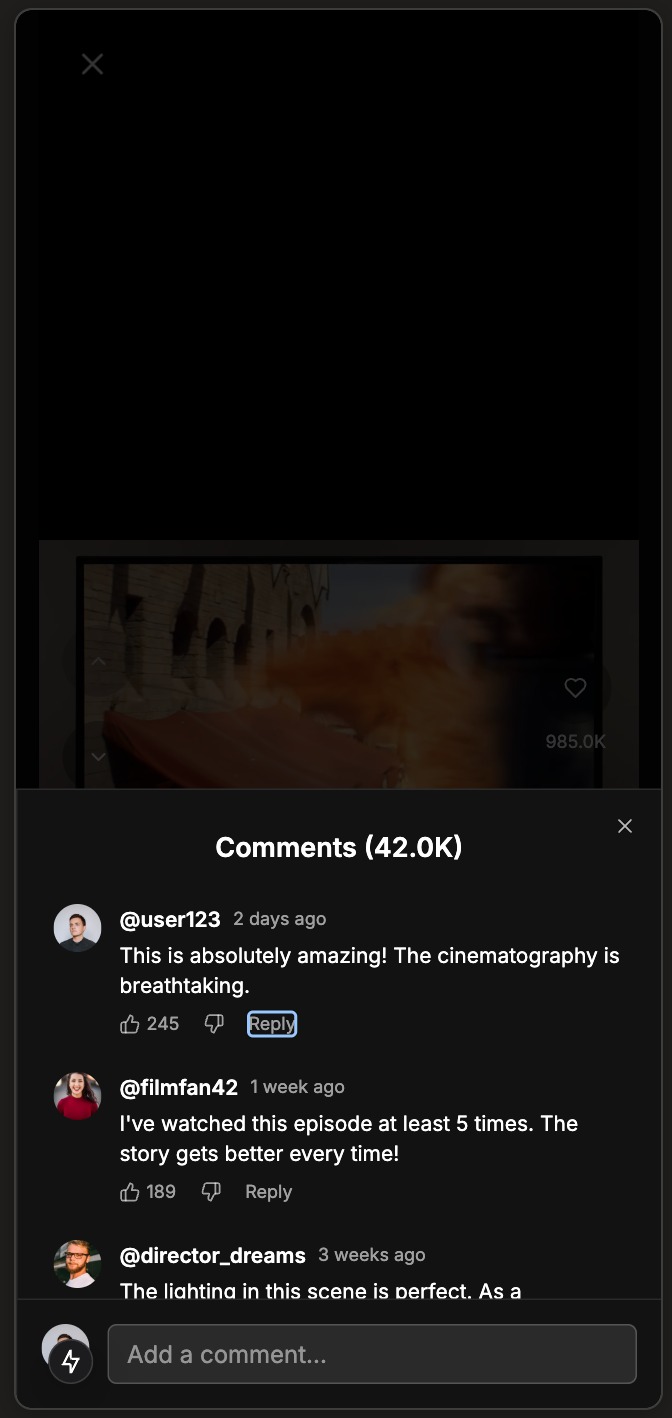 985.0K
Comments (42.0K)
@user123 2 days ago
This is absolutely amazing! The cinematography is
breathtaking.
245 Reply
@filmfan42 1 week ago
I've watched this episode at least 5 times. The
story gets better every time!
189 Reply
@director_dreams 3 weeks ago
The lighting in this scene is perfect. As a
Add a comment...